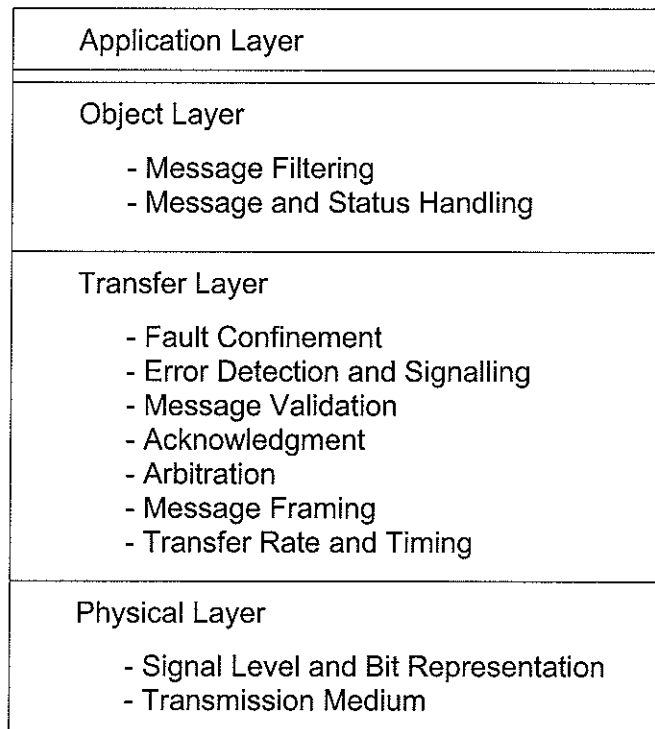 Application Layer
Object Layer
- Message Filtering
- Message and Status Handling
Transfer Layer
- Fault Confinement
- Error Detection and Signalling
- Message Validation
- Acknowledgment
- Arbitration
- Message Framing
- Transfer Rate and Timing
Physical Layer
- Signal Level and Bit Representation
- Transmission Medium